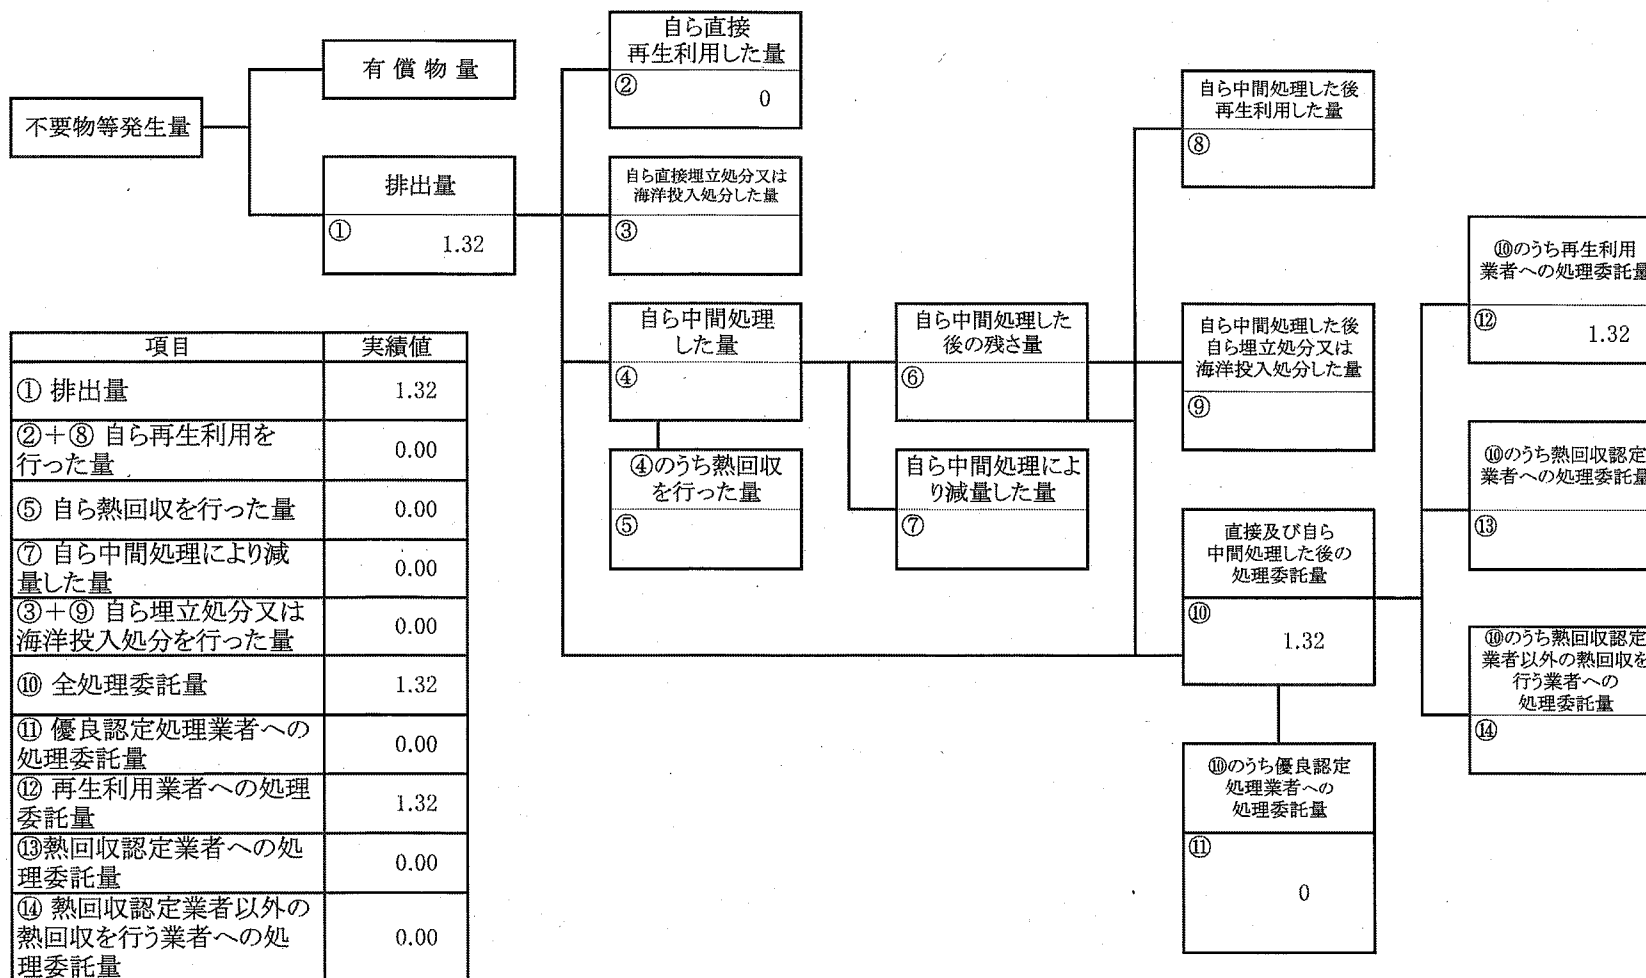 不要物等発生量
有償物量
排出量
① 1.32
自ら直接
再生利用した量
② 0
自ら直接埋立処分又は
海洋投入処分した量
③
自ら中間処理
した量
④
④のうち熱回収
を行った量
⑤
自ら中間処理した
後の残さ量
⑥
自ら中間処理によ
り減量した量
⑦
自ら中間処理した後
再生利用した量
⑧
自ら中間処理した後
自ら埋立処分又は
海洋投入処分した量
⑨
直接及び自ら
中間処理した後の
処理委託量
⑩
1.32
⑩のうち優良認定
処理業者への
処理委託量
⑪
0
⑩のうち再生利用
業者への処理委託量
⑫ 1.32
⑩のうち熱回収認定
業者への処理委託量
⑬
⑩のうち熱回収認定
業者以外の熱回収を
行う業者への
処理委託量
⑭
項目 実績値
① 排出量 1.32
②+⑧ 自ら再生利用を
行った量 0.00
⑤ 自ら熱回収を行った量 0.00
⑦ 自ら中間処理により減
量した量 0.00
③+⑨ 自ら埋立処分又は
海洋投入処分を行った量 0.00
⑩ 全処理委託量 1.32
⑪ 優良認定処理業者への
処理委託量 0.00
⑫ 再生利用業者への処理
委託量 1.32
⑬熱回収認定業者への処
理委託量 0.00
⑭ 熱回収認定業者以外の
熱回収を行う業者への処
理委託量 0.00